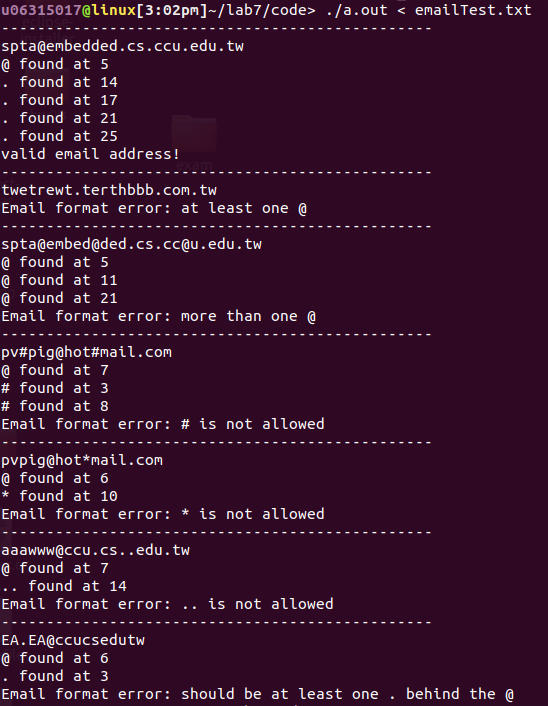 u06315017@linux[3:02pm]~/lab7/code> ./a.out < emailTest.txt
------------------------------------------------
spta@embedded.cs.ccu.edu.tw
@ found at 5
. found at 14
. found at 17
. found at 21
. found at 25
valid email address!
------------------------------------------------
twetrewt.terthbbb.com.tw
Email format error: at least one @
------------------------------------------------
spta@embed@ded.cs.cc@u.edu.tw
@ found at 5
@ found at 11
@ found at 21
Email format error: more than one @
------------------------------------------------
pv#pig@hot#mail.com
@ found at 7
# found at 3
# found at 8
Email format error: # is not allowed
------------------------------------------------
pvpig@hot*mail.com
@ found at 6
* found at 10
Email format error: * is not allowed
------------------------------------------------
aaawww@ccu.cs..edu.tw
@ found at 7
.. found at 14
Email format error: .. is not allowed
------------------------------------------------
EA.EA@ccucsedutw
@ found at 6
. found at 3
Email format error: should be at least one . behind the @